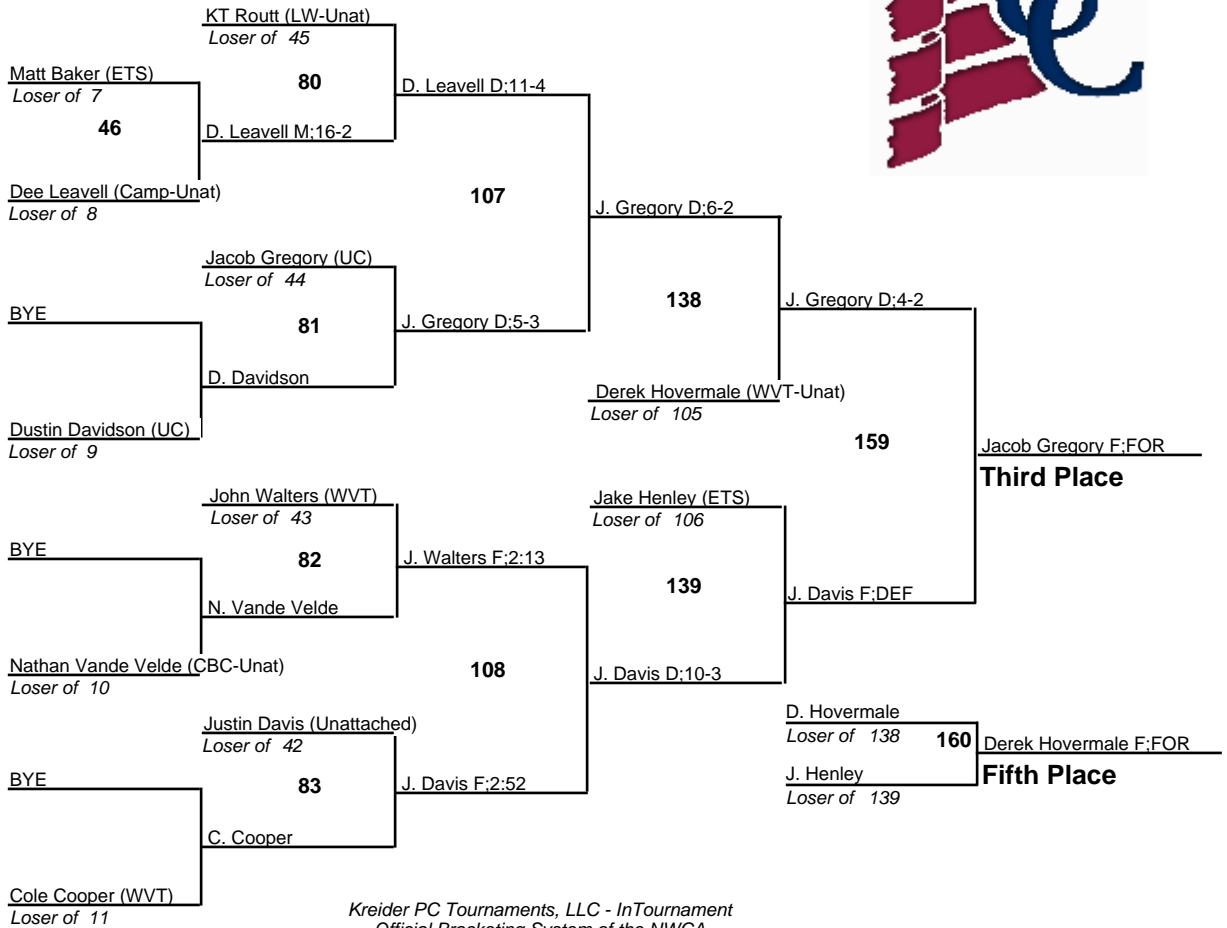 KT Routt (LW-Unat)
Loser of 45
Matt Baker (ETS)
Loser of 7
80
D. Leavell D;11-4
46
D. Leavell M;16-2
Dee Leavell (Camp-Unat)
Loser of 8
107
J. Gregory D;6-2
Jacob Gregory (UC)
Loser of 44
BYE
81
J. Gregory D;5-3
138
J. Gregory D;4-2
D. Davidson
Derek Hovermale (WVT-Unat)
Loser of 105
Dustin Davidson (UC)
Loser of 9
159
Jacob Gregory F;FOR
Third Place
John Walters (WVT)
Loser of 43
Jake Henley (ETS)
Loser of 106
BYE
82
J. Walters F;2:13
139
J. Davis F;DEF
N. Vande Velde
Nathan Vande Velde (CBC-Unat)
Loser of 10
108
J. Davis D;10-3
Justin Davis (Unattached)
Loser of 42
D. Hovermale
Loser of 138
160
Derek Hovermale F;FOR
Fifth Place
BYE
83
J. Davis F;2:52
J. Henley
Loser of 139
C. Cooper
Cole Cooper (WVT)
Loser of 11
Kreider PC Tournaments, LLC - InTournament
Official Bracketing System of the NWCA